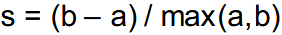 s = (b – a) / max(a,b)